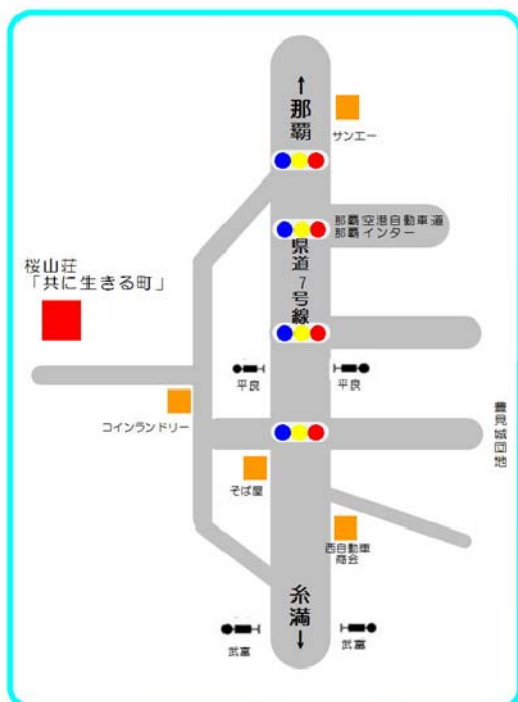 ↑那覇
サンエー
那覇空港自動車道
那覇インター
県道7号線
桜山荘
「共に生きる町」
平良
平良
コインランドリー
豊見城団地
そば屋
西自動車
商会
糸満↓
武富
武富